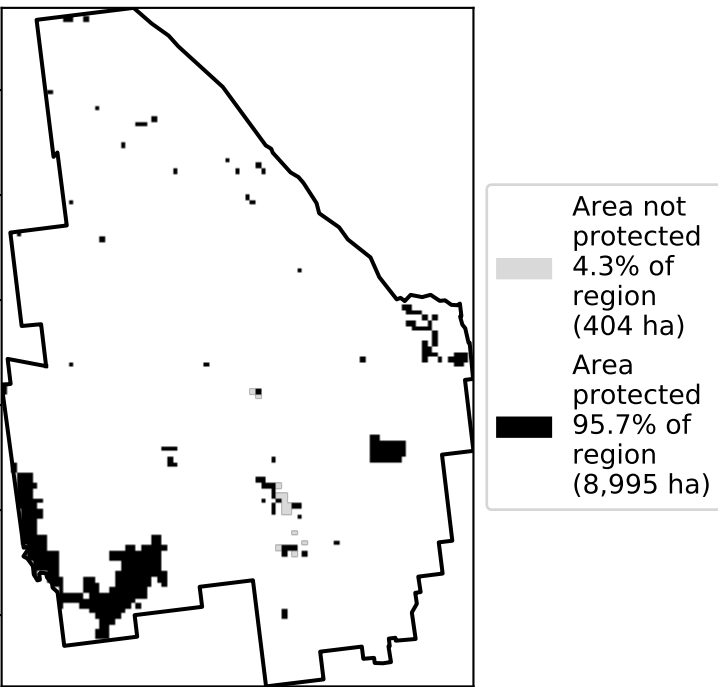 Area not
protected
4.3% of
region
(404 ha)
Area
protected
95.7% of
region
(8,995 ha)